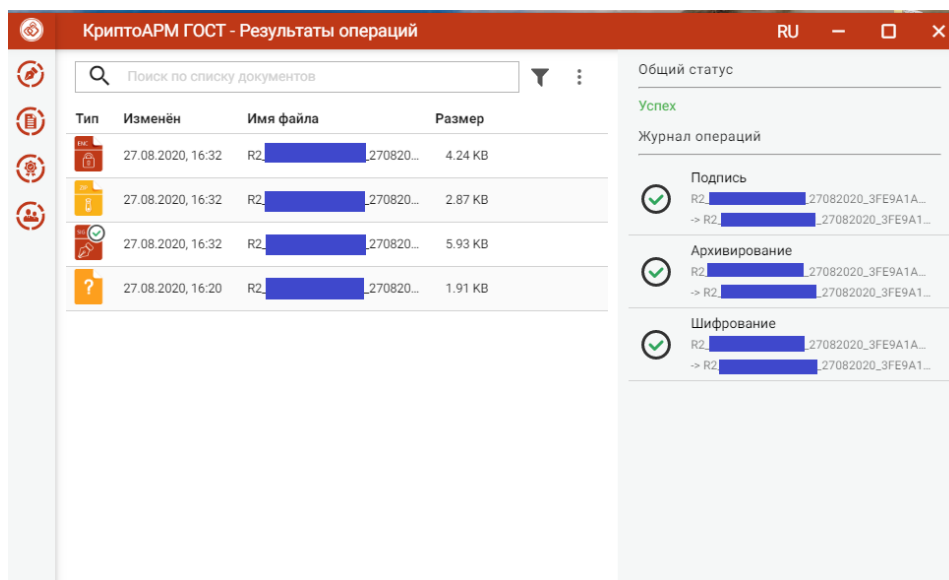 КриптоАРМ ГОСТ - Результаты операций RU
Поиск по списку документов
Тип Изменён Имя файла Размер
ENC 27.08.2020, 16:32 R2_ _270820... 4.24 KB
ZIP 27.08.2020, 16:32 R2_ _270820... 2.87 KB
SIG 27.08.2020, 16:32 R2_ _270820... 5.93 KB
? 27.08.2020, 16:20 R2_ _270820... 1.91 KB
Общий статус
Успех
Журнал операций
Подпись
R2_ _27082020_3FE9A1A...
-> R2_ _27082020_3FE9A1...
Архивирование
R2_ _27082020_3FE9A1A...
-> R2_ _27082020_3FE9A1...
Шифрование
R2_ _27082020_3FE9A1A...
-> R2_ _27082020_3FE9A1...